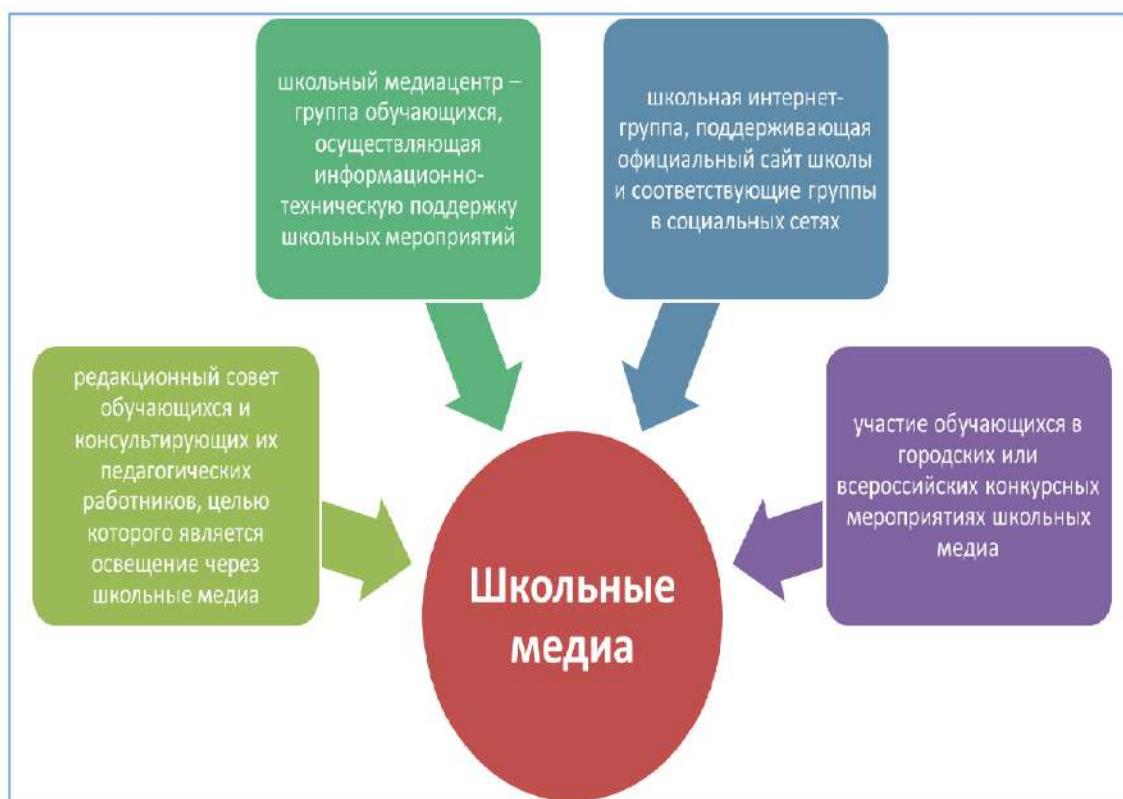 школьный медиацентр –
группа обучающихся,
осуществляющая
информационно-
техническую поддержку
школьных мероприятий
школьная интернет-
группа, поддерживающая
официальный сайт школы
и соответствующие группы
в социальных сетях
редакционный совет
обучающихся и
консультирующих их
педагогических
работников, целью
которого является
освещение через
школьные медиа
участие обучающихся в
городских или
всероссийских конкурсных
мероприятиях школьных
медиа
Школьные
медиа